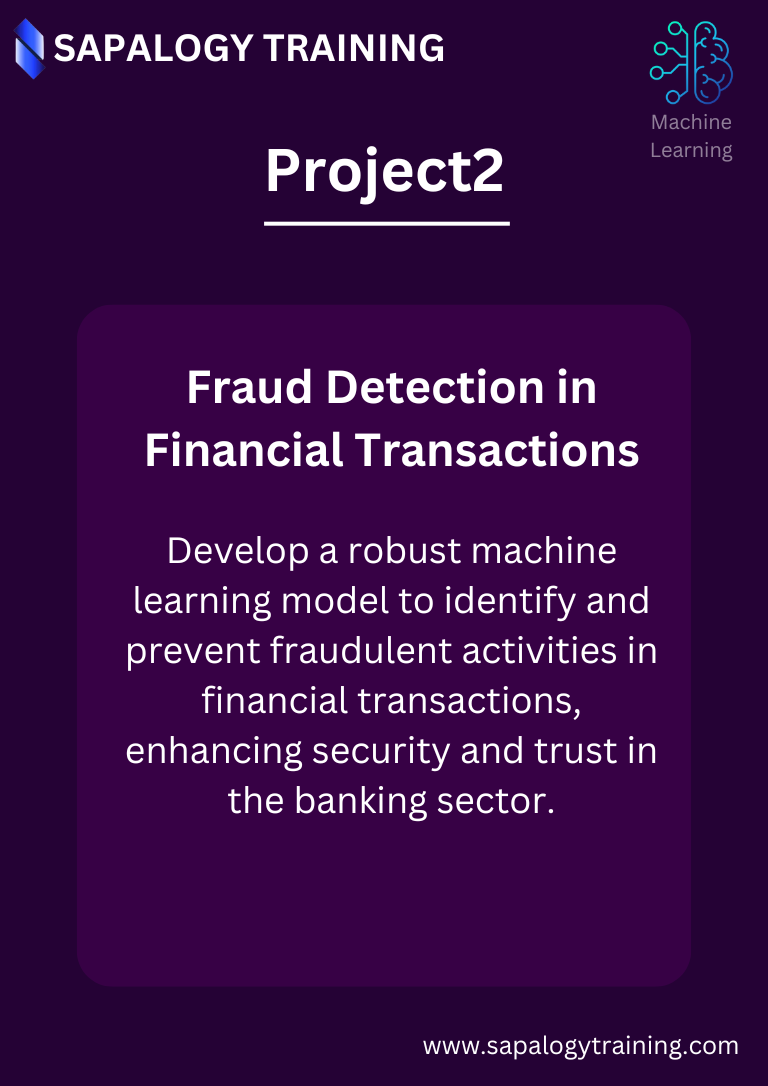 SAPALOGY TRAINING
Machine
Learning
Project2
Fraud Detection in
Financial Transactions
Develop a robust machine
learning model to identify and
prevent fraudulent activities in
financial transactions,
enhancing security and trust in
the banking sector.
www.sapalogytraining.com